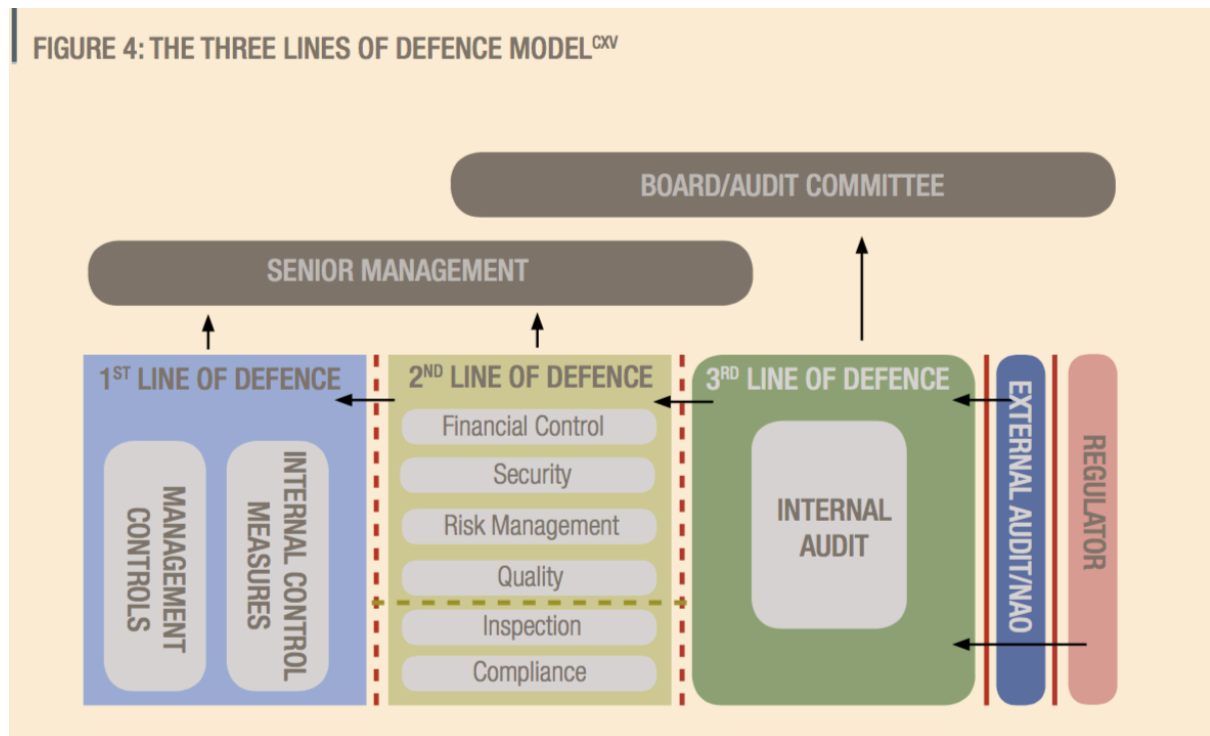 FIGURE 4: THE THREE LINES OF DEFENCE MODELCXV
BOARD/AUDIT COMMITTEE
SENIOR MANAGEMENT
1ST LINE OF DEFENCE
MANAGEMENT
CONTROLS
INTERNAL CONTROL
MEASURES
2ND LINE OF DEFENCE
Financial Control
Security
Risk Management
Quality
Inspection
Compliance
3RD LINE OF DEFENCE
INTERNAL
AUDIT
EXTERNAL AUDIT/NAO
REGULATOR